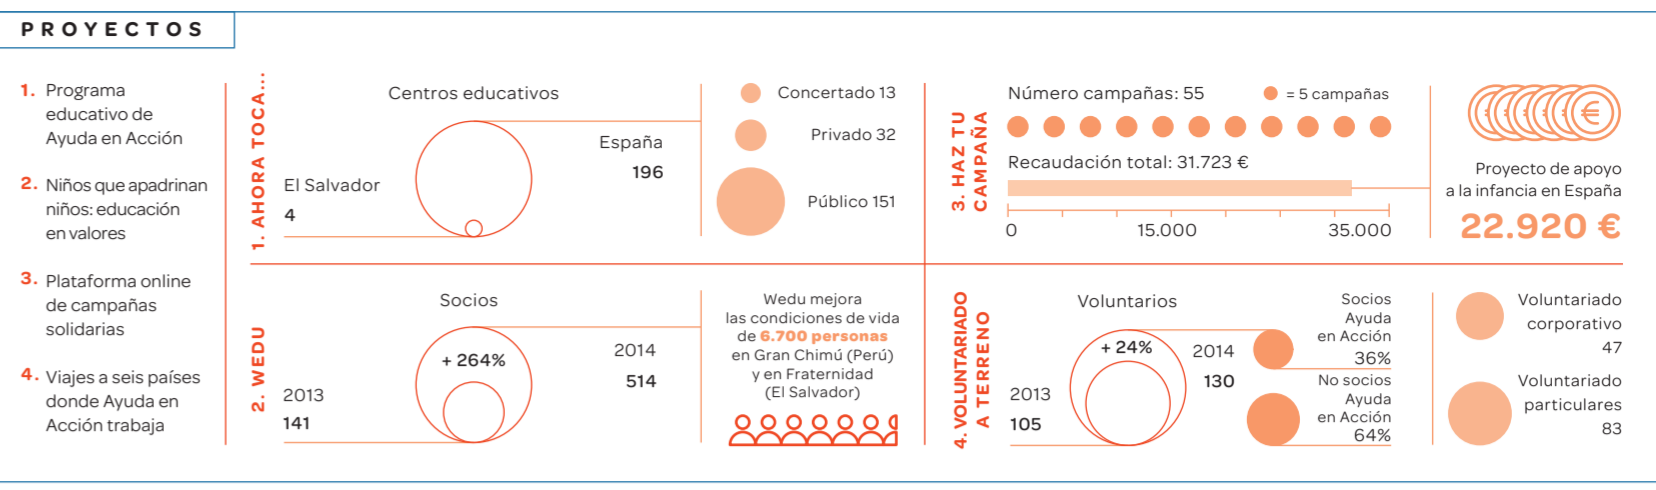 PROYECTOS
1. Programa
educativo de
Ayuda en Acción
2. Niños que apadrinan
niños: educación
en valores
3. Plataforma online
de campañas
solidarias
4. Viajes a seis países
donde Ayuda en
Acción trabaja
1. AHORA TOCA...
Centros educativos
El Salvador
4
España
196
Concertado 13
Privado 32
Público 151
2. WEDU
Socios
+ 264%
2013
141
2014
514
Wedu mejora
las condiciones de vida
de 6.700 personas
en Gran Chimú (Perú)
y en Fraternidad
(El Salvador)
3. HAZ TU
CAMPAÑA
Número campañas: 55
= 5 campañas
Recaudación total: 31.723 €
0 15.000 35.000
€
Proyecto de apoyo
a la infancia en España
22.920 €
4. VOLUNTARIADO
A TERRENO
Voluntarios
+ 24%
2013
105
2014
130
Socios
Ayuda
en Acción
36%
No socios
Ayuda
en Acción
64%
Voluntariado
corporativo
47
Voluntariado
particulares
83